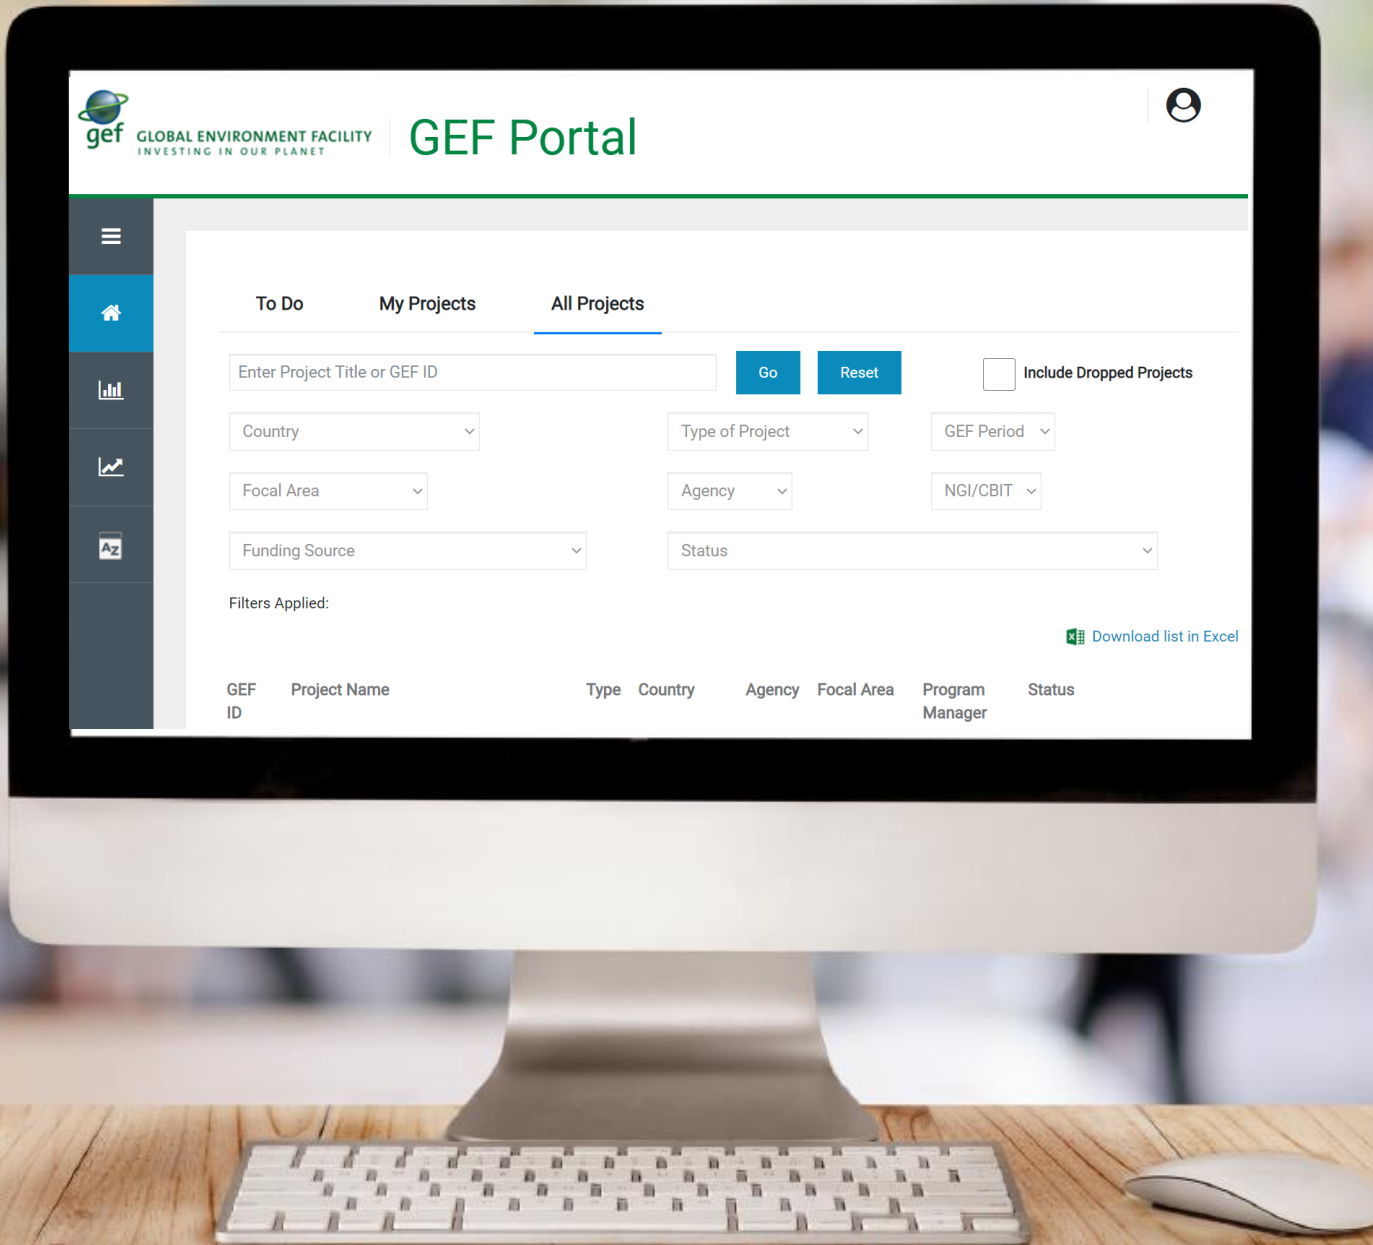 gef GLOBAL ENVIRONMENT FACILITY
INVESTING IN OUR PLANET
GEF Portal
To Do My Projects All Projects
Enter Project Title or GEF ID Go Reset Include Dropped Projects
Country Type of Project GEF Period
Focal Area Agency NGI/CBIT
Funding Source Status
Filters Applied:
Download list in Excel
GEF ID Project Name Type Country Agency Focal Area Program Manager Status
AZ